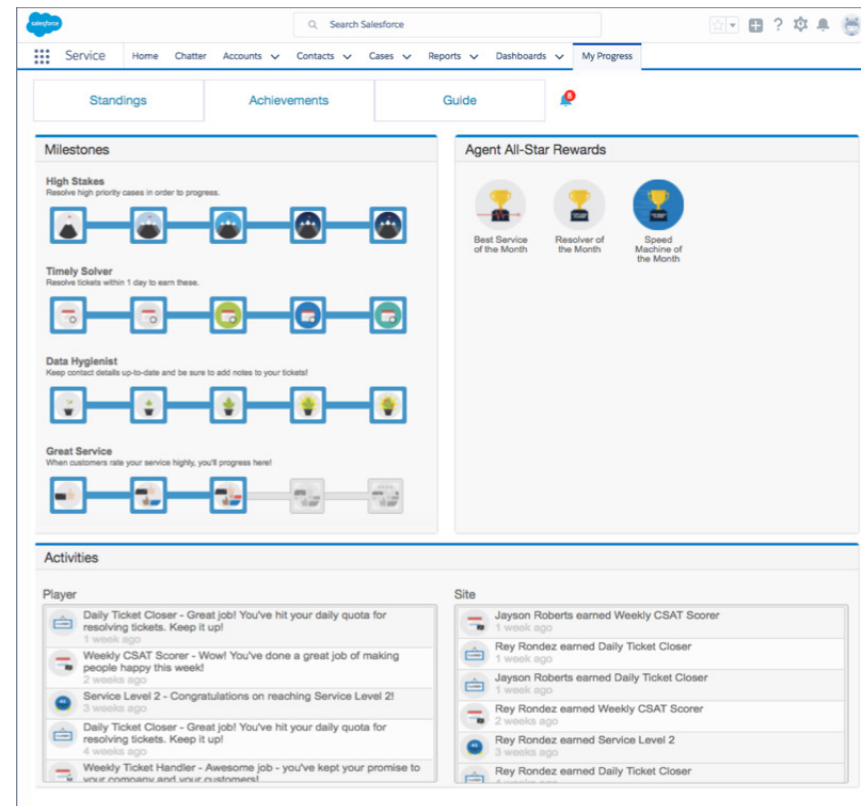 salesforce
Search Salesforce
Service
Home
Chatter
Accounts
Contacts
Cases
Reports
Dashboards
My Progress
Standings
Achievements
Guide
Milestones
High Stakes
Resolve high priority cases in order to progress.
Timely Solver
Resolve tickets within 1 day to earn these.
Data Hygienist
Keep contact details up-to-date and be sure to add notes to your tickets!
Great Service
When customers rate your service highly, you'll progress here!
Agent All-Star Rewards
Best Service
of the Month
Resolver of
the Month
Speed
Machine of
the Month
Activities
Player
Daily Ticket Closer - Great job! You've hit your daily quota for
resolving tickets. Keep it up!
1 week ago
Weekly CSAT Scorer - Wow! You've done a great job of making
people happy this week!
2 weeks ago
Service Level 2 - Congratulations on reaching Service Level 2!
3 weeks ago
Daily Ticket Closer - Great job! You've hit your daily quota for
resolving tickets. Keep it up!
4 weeks ago
Weekly Ticket Handler - Awesome job - you've kept your promise to
your company and your customers!
Site
Jayson Roberts earned Weekly CSAT Scorer
1 week ago
Rey Rondez earned Daily Ticket Closer
1 week ago
Jayson Roberts earned Daily Ticket Closer
1 week ago
Rey Rondez earned Weekly CSAT Scorer
2 weeks ago
Rey Rondez earned Service Level 2
3 weeks ago
Rey Rondez earned Daily Ticket Closer